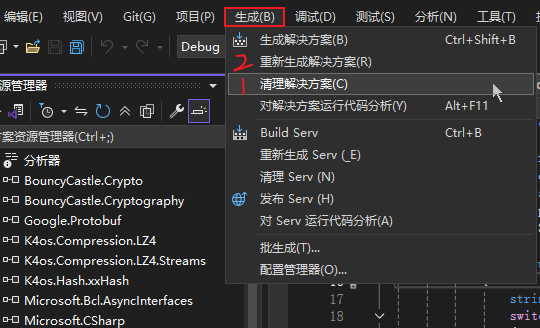 编辑(E) 视图(V) Git(G) 项目(P) 生成(B) 调试(D) 测试(S) 分析(N) 工具(T)
Debug
生成解决方案(B) Ctrl+Shift+B
2 重新生成解决方案(R)
1 清理解决方案(C)
对解决方案运行代码分析(Y) Alt+F11
Build Serv Ctrl+B
重新生成 Serv (_E)
清理 Serv (N)
发布 Serv (H)
对 Serv 运行代码分析(A)
批生成(T)...
配置管理器(O)...
资源管理器
案资源管理器(Ctrl+;)
分析器
BouncyCastle.Crypto
BouncyCastle.Cryptography
Google.Protobuf
K4os.Compression.LZ4
K4os.Compression.LZ4.Streams
K4os.Hash.xxHash
Microsoft.Bcl.AsyncInterfaces
Microsoft.CSharp
16
17 strin
18 switc